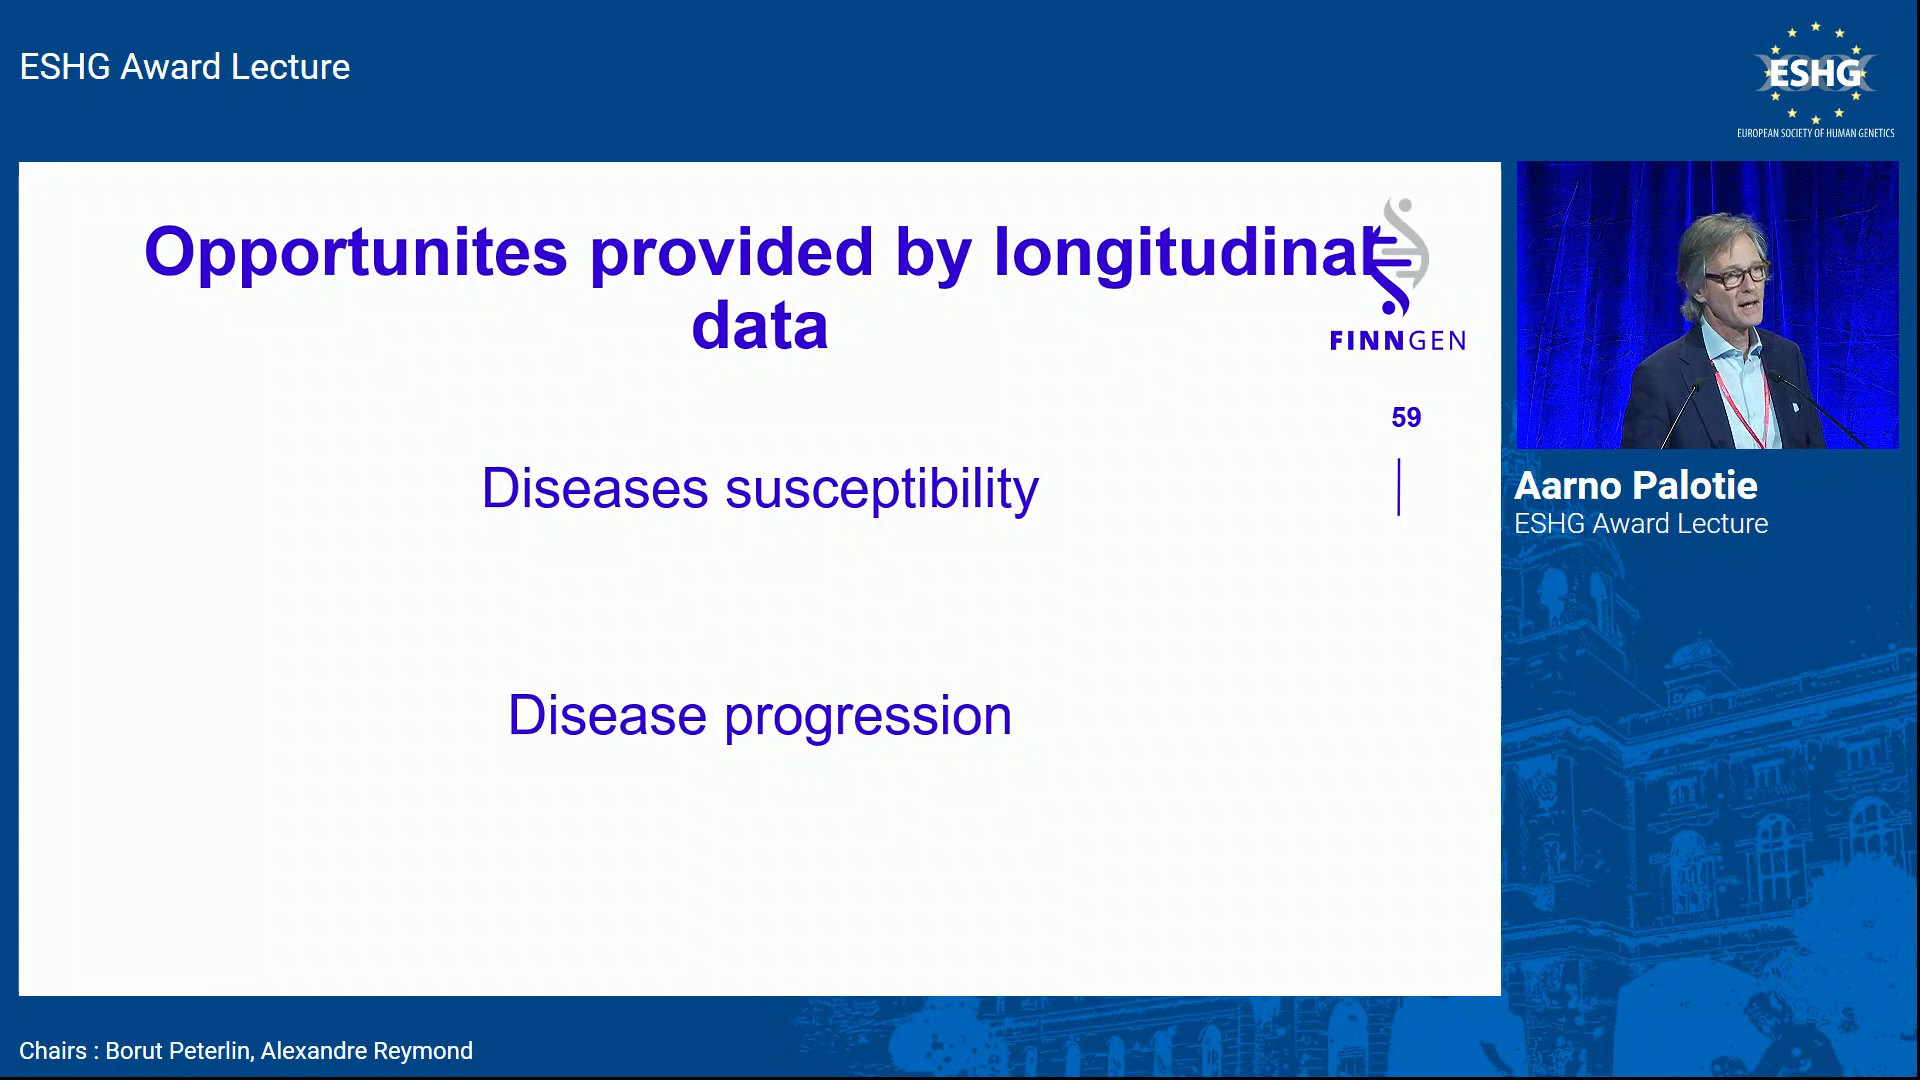 ESHG Award Lecture
ESHG
EUROPEAN SOCIETY OF HUMAN GENETICS
Opportunites provided by longitudinal
data
FINNGEN
59
Diseases susceptibility
Disease progression
Aarno Palotie
ESHG Award Lecture
Chairs : Borut Peterlin, Alexandre Reymond